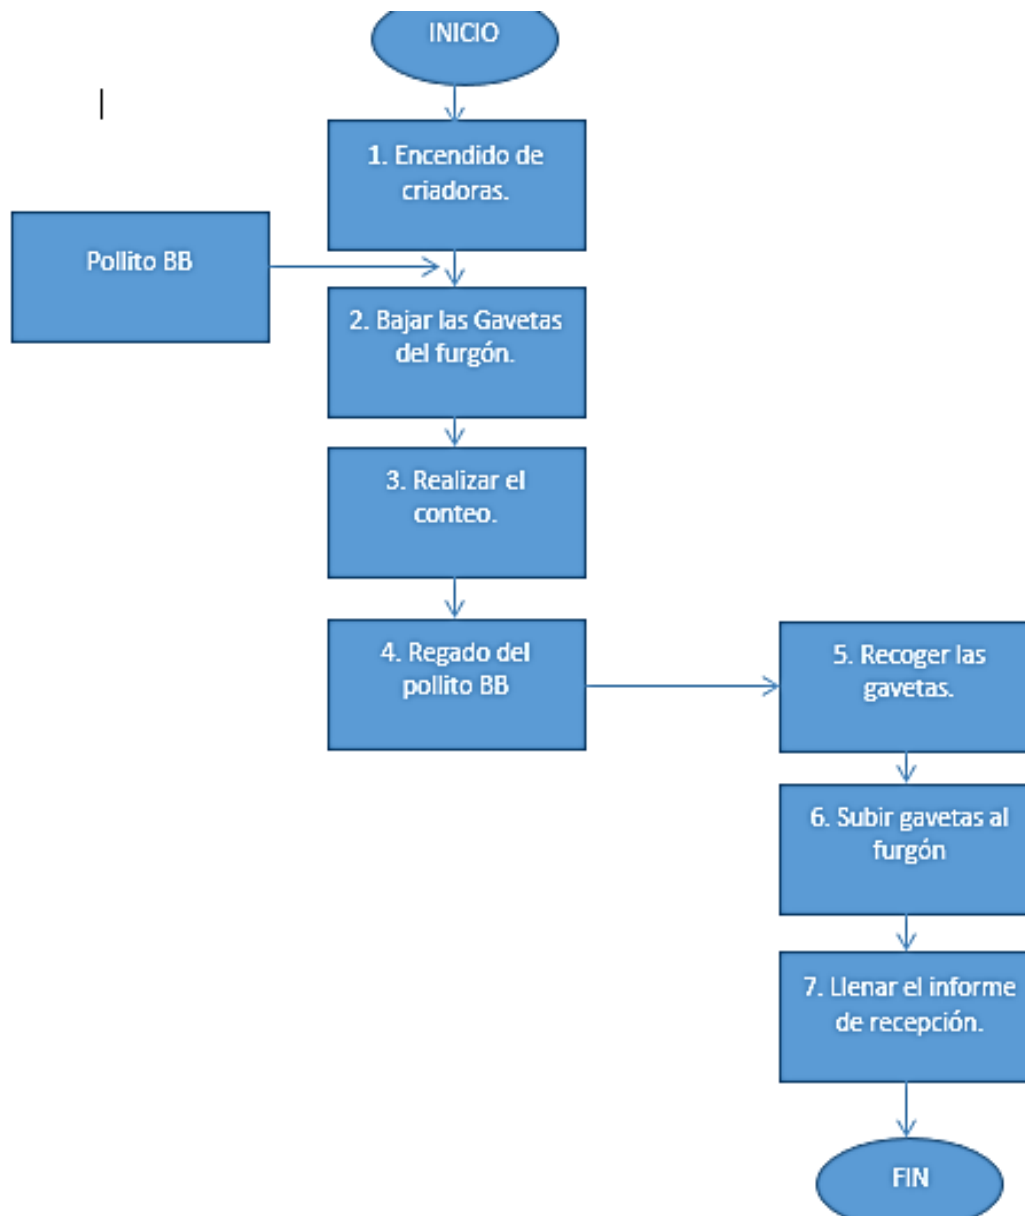 INICIO
1. Encendido de
criadoras.
Pollito BB
2. Bajar las Gavetas
del furgón.
3. Realizar el
conteo.
4. Regado del
pollito BB
5. Recoger las
gavetas.
6. Subir gavetas al
furgón
7. Llenar el informe
de recepción.
FIN